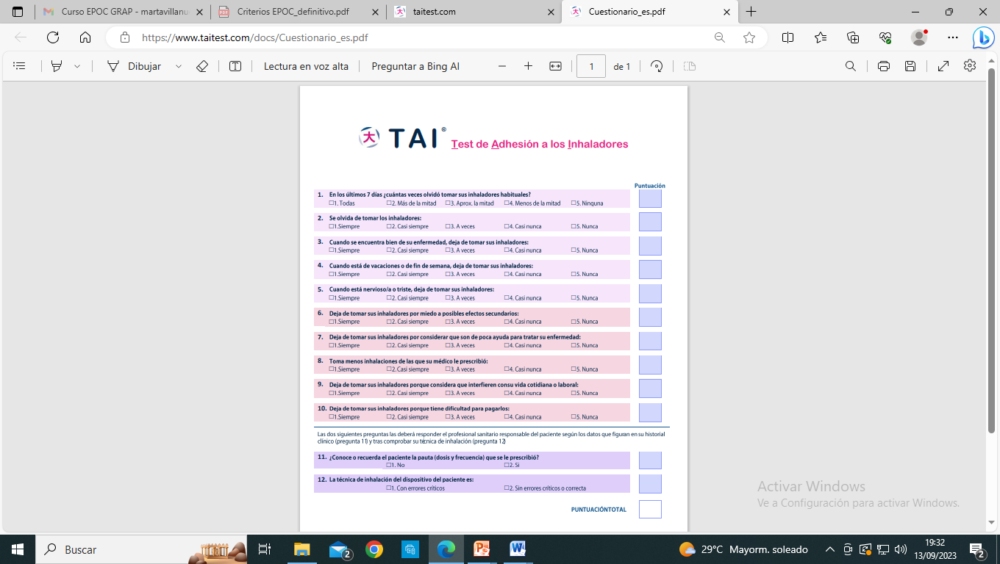 Curso EPOC GRAP - martavillanu
Criterios EPOC_definitivo.pdf
taitest.com
Cuestionario_es.pdf
https://www.taitest.com/docs/Cuestionario_es.pdf
Dibujar
Lectura en voz alta
Preguntar a Bing AI
1 de 1
TAI® Test de Adhesión a los Inhaladores
Puntuación
1. En los últimos 7 días ¿cuántas veces olvidó tomar sus inhaladores habituales?
1. Todas 2. Más de la mitad 3. Aprox. la mitad 4. Menos de la mitad 5. Ninguna
2. Se olvida de tomar los inhaladores:
1.Siempre 2. Casi siempre 3. A veces 4. Casi nunca 5. Nunca
3. Cuando se encuentra bien de su enfermedad, deja de tomar sus inhaladores:
1.Siempre 2. Casi siempre 3. A veces 4. Casi nunca 5. Nunca
4. Cuando está de vacaciones o de fin de semana, deja de tomar sus inhaladores:
1.Siempre 2. Casi siempre 3. A veces 4. Casi nunca 5. Nunca
5. Cuando está nervioso/a o triste, deja de tomar sus inhaladores:
1.Siempre 2. Casi siempre 3. A veces 4. Casi nunca 5. Nunca
6. Deja de tomar sus inhaladores por miedo a posibles efectos secundarios:
1.Siempre 2. Casi siempre 3. A veces 4. Casi nunca 5. Nunca
7. Deja de tomar sus inhaladores por considerar que son de poca ayuda para tratar su enfermedad:
1.Siempre 2. Casi siempre 3. A veces 4. Casi nunca 5. Nunca
8. Toma menos inhalaciones de las que su médico le prescribió:
1.Siempre 2. Casi siempre 3. A veces 4. Casi nunca 5. Nunca
9. Deja de tomar sus inhaladores porque considera que interfieren consu vida cotidiana o laboral:
1.Siempre 2. Casi siempre 3. A veces 4. Casi nunca 5. Nunca
10. Deja de tomar sus inhaladores porque tiene dificultad para pagarlos:
1.Siempre 2. Casi siempre 3. A veces 4. Casi nunca 5. Nunca
Las dos siguientes preguntas las deberá responder el profesional sanitario responsable del paciente según los datos que figuran en su historial
clínico (pregunta 11) y tras comprobar su técnica de inhalación (pregunta 12)
11. ¿Conoce o recuerda el paciente la pauta (dosis y frecuencia) que se le prescribió?
1. No 2. Si
12. La técnica de inhalación del dispositivo del paciente es:
1. Con errores críticos 2. Sin errores críticos o correcta
PUNTUACIÓNTOTAL
Activar Windows
Ve a Configuración para activar Windows.
Buscar
2
29°C Mayorm. soleado
19:32
13/09/2023
2